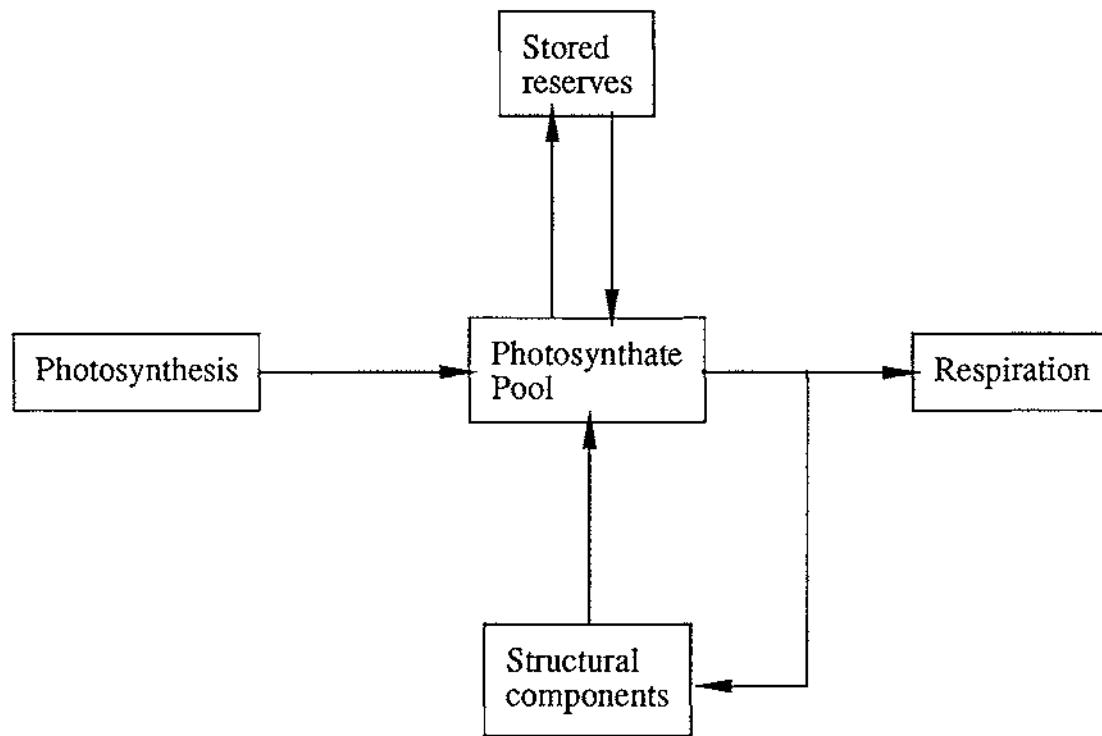 Stored
reserves
Photosynthesis
Photosynthate
Pool
Respiration
Structural
components